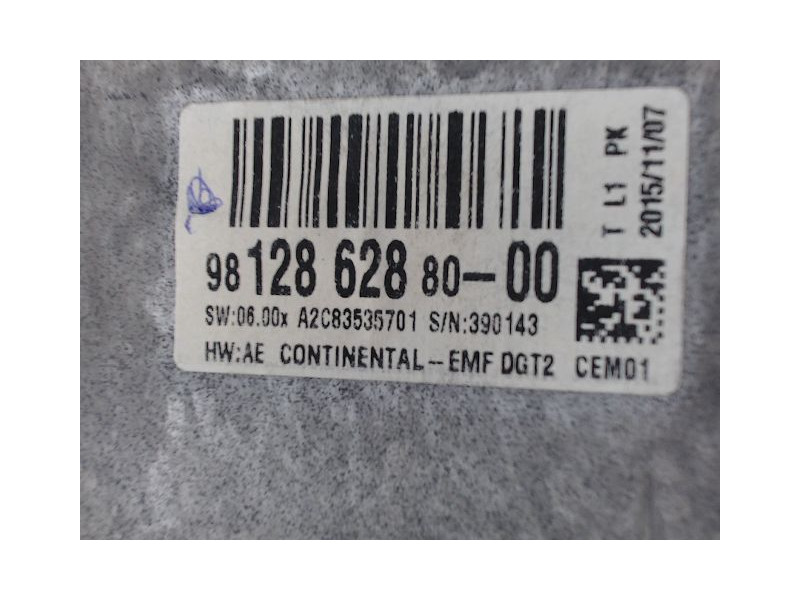 98 128 628 80-00
SW:06.00x A2C83535701 S/N:390143
HW:AE CONTINENTAL-EMF DGT2 CEM01
T L1 PK
2015/11/07